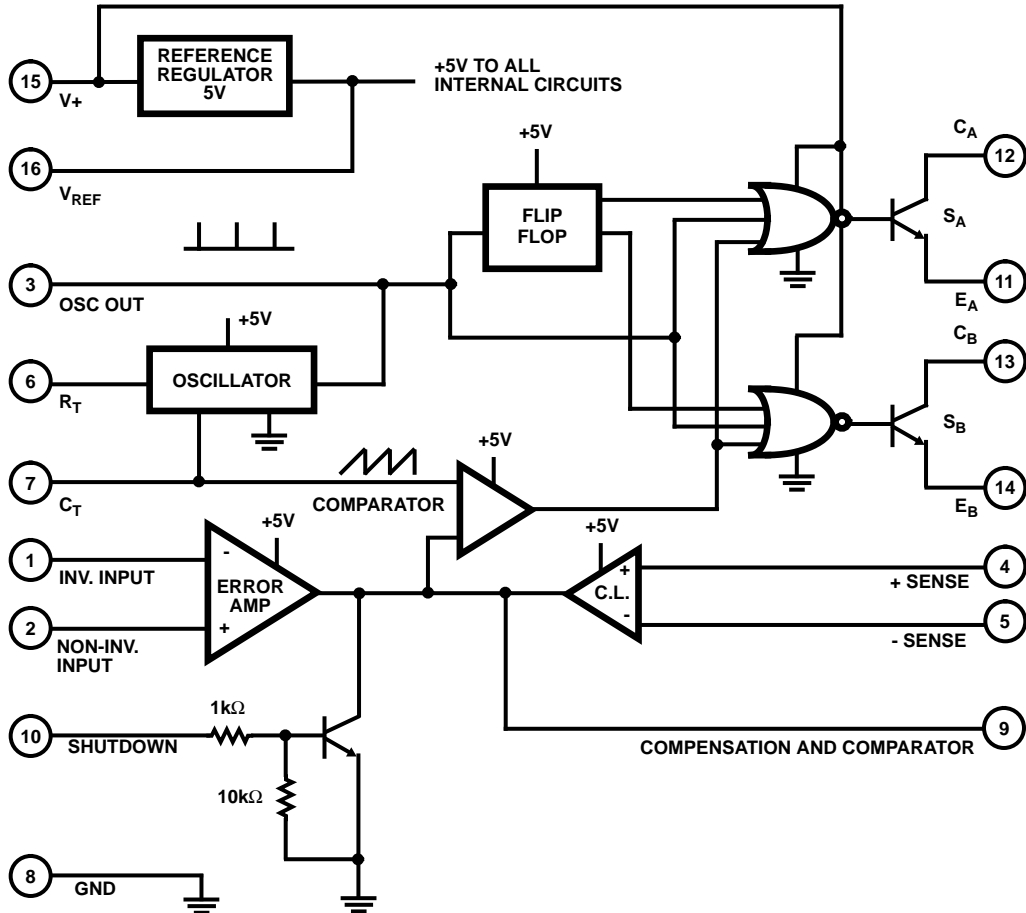 15
V+
REFERENCE
REGULATOR
5V
+5V TO ALL
INTERNAL CIRCUITS
16
VREF
+5V
FLIP
FLOP
CA
12
SA
11
EA
3
OSC OUT
+5V
6
RT
OSCILLATOR
CB
13
SB
14
EB
7
CT
COMPARATOR
+5V
1
INV. INPUT
2
NON-INV.
INPUT
+5V
-
ERROR
AMP
+
+5V
+
C.L.
-
4
+ SENSE
5
- SENSE
10
SHUTDOWN
1kΩ
10kΩ
9
COMPENSATION AND COMPARATOR
8
GND